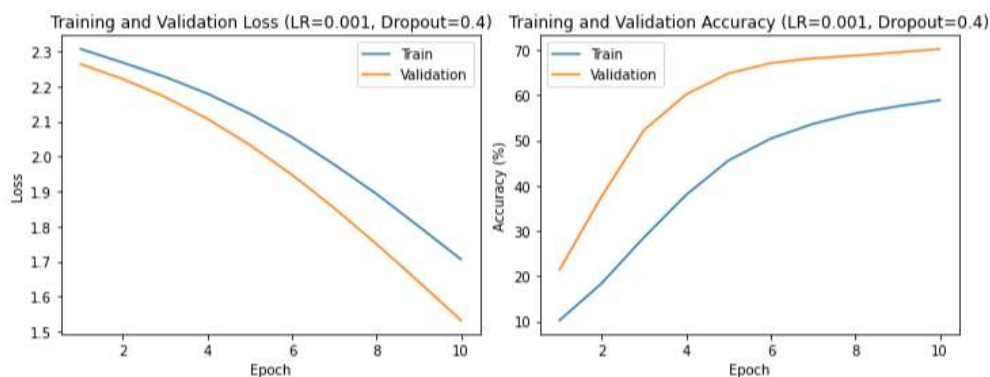 Training and Validation Loss (LR=0.001, Dropout=0.4)
2.3
2.2
2.1
2.0
1.9
1.8
1.7
1.6
1.5
Loss
Train
Validation
2 4 6 8 10
Epoch
Training and Validation Accuracy (LR=0.001, Dropout=0.4)
70
60
50
40
30
20
10
Accuracy (%)
Train
Validation
2 4 6 8 10
Epoch